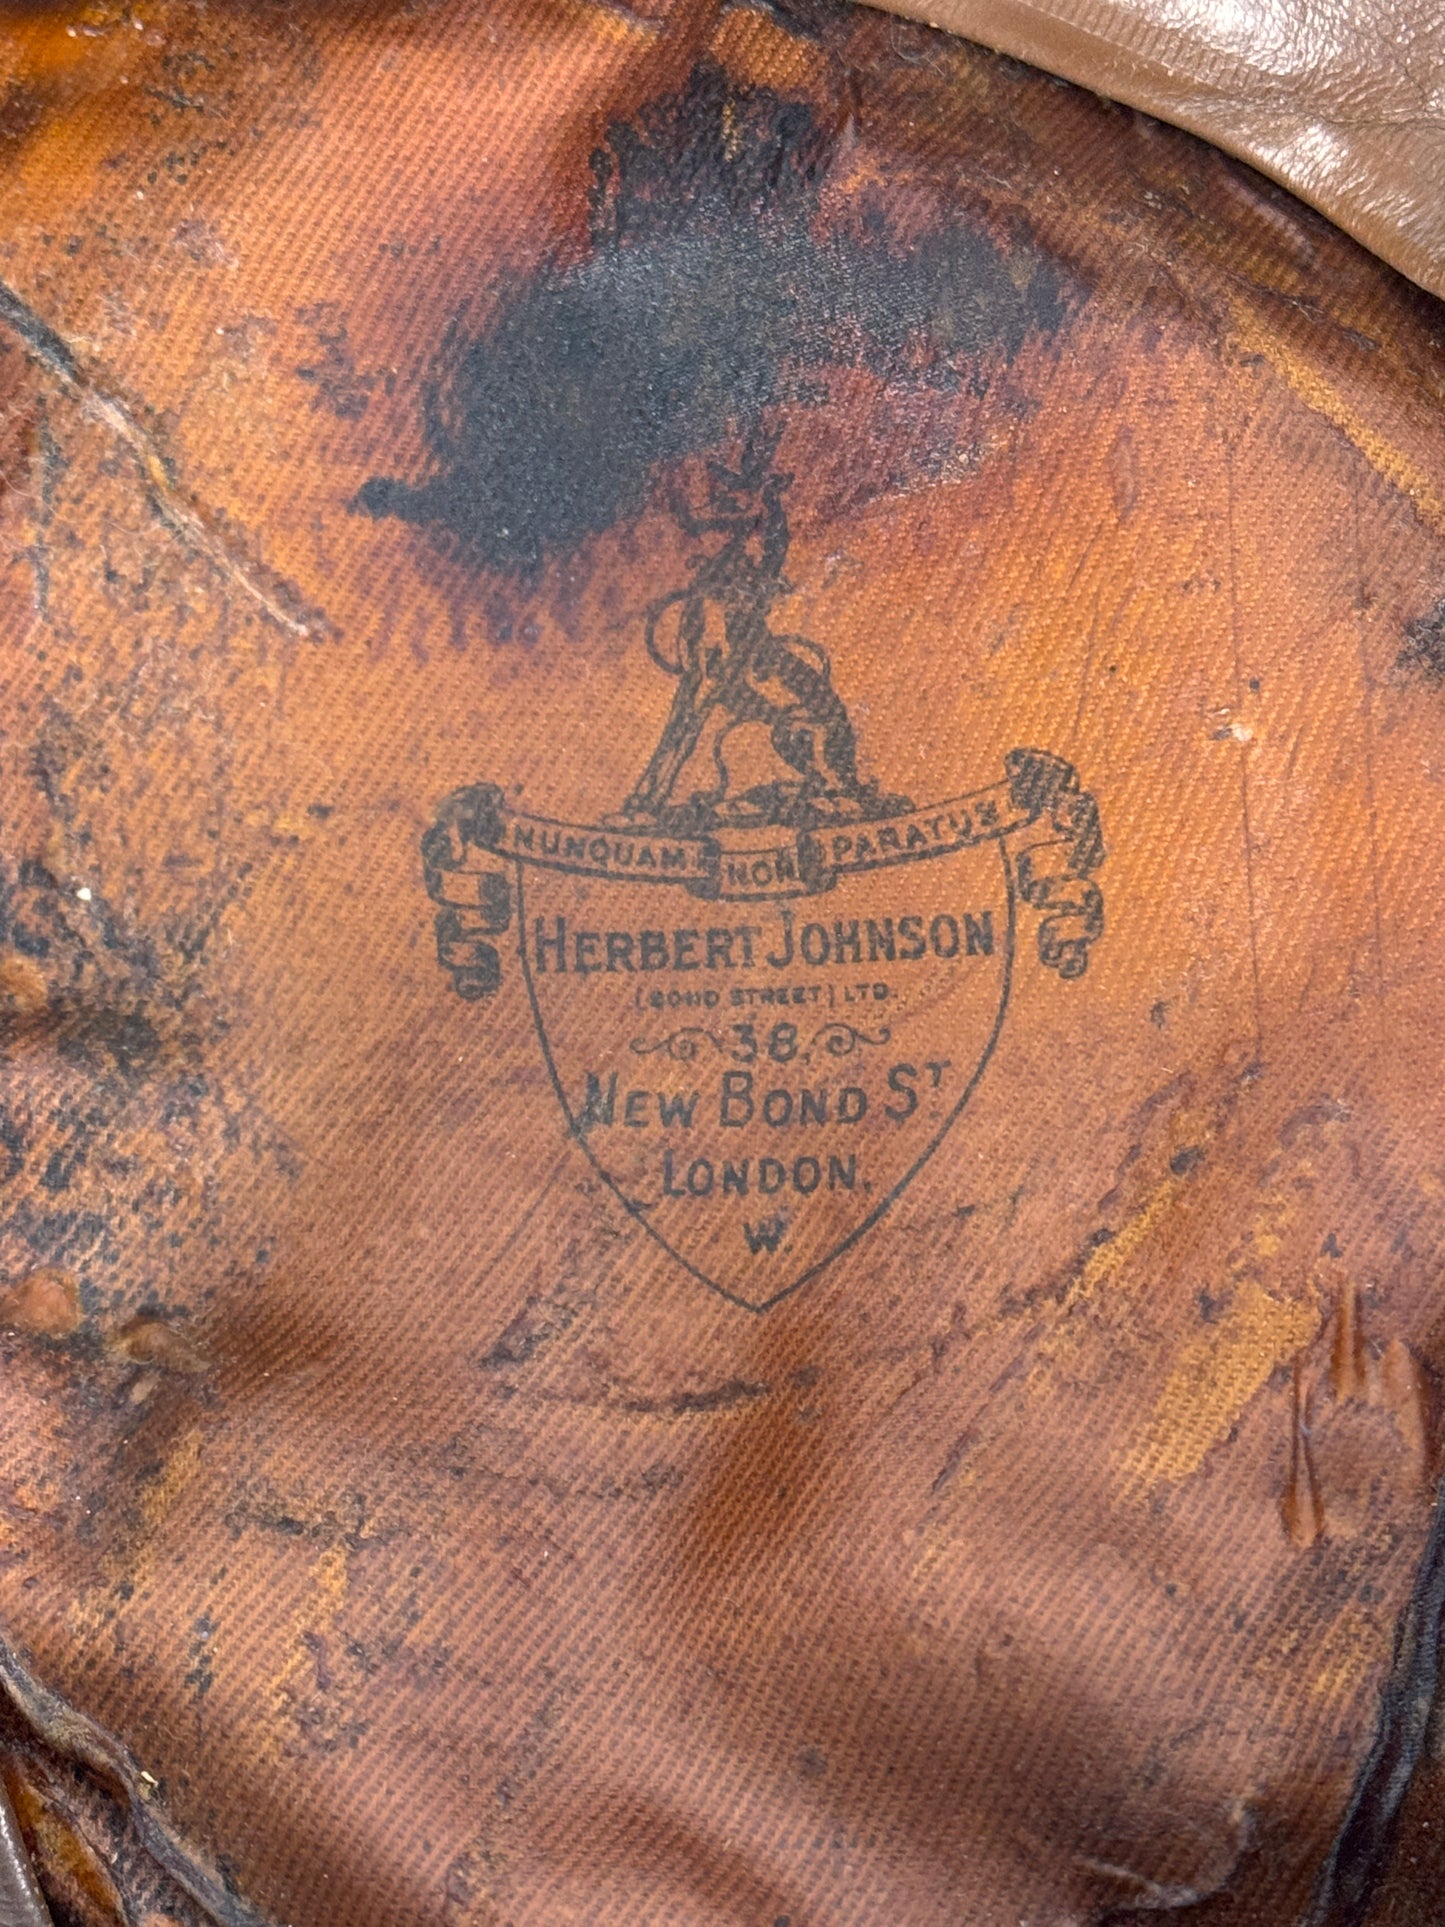 NUNQUAM NON PARATUS
HERBERT JOHNSON
(BOND STREET) LTD.
38,
NEW BOND ST.
LONDON.
W.